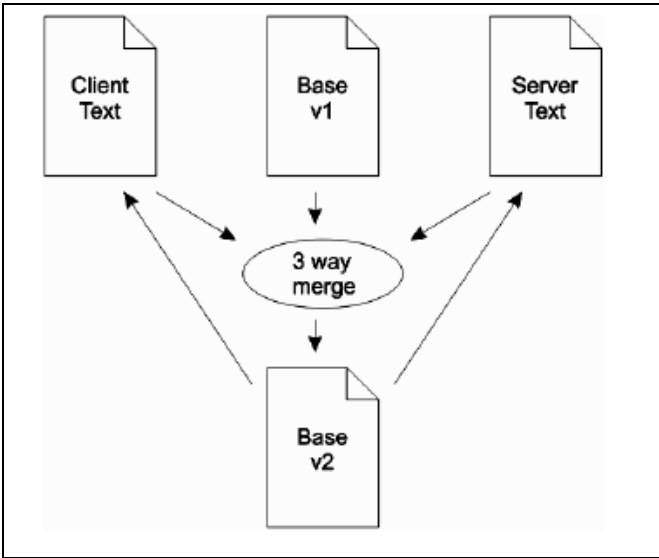 Client
Text
Base
v1
Server
Text
3 way
merge
Base
v2